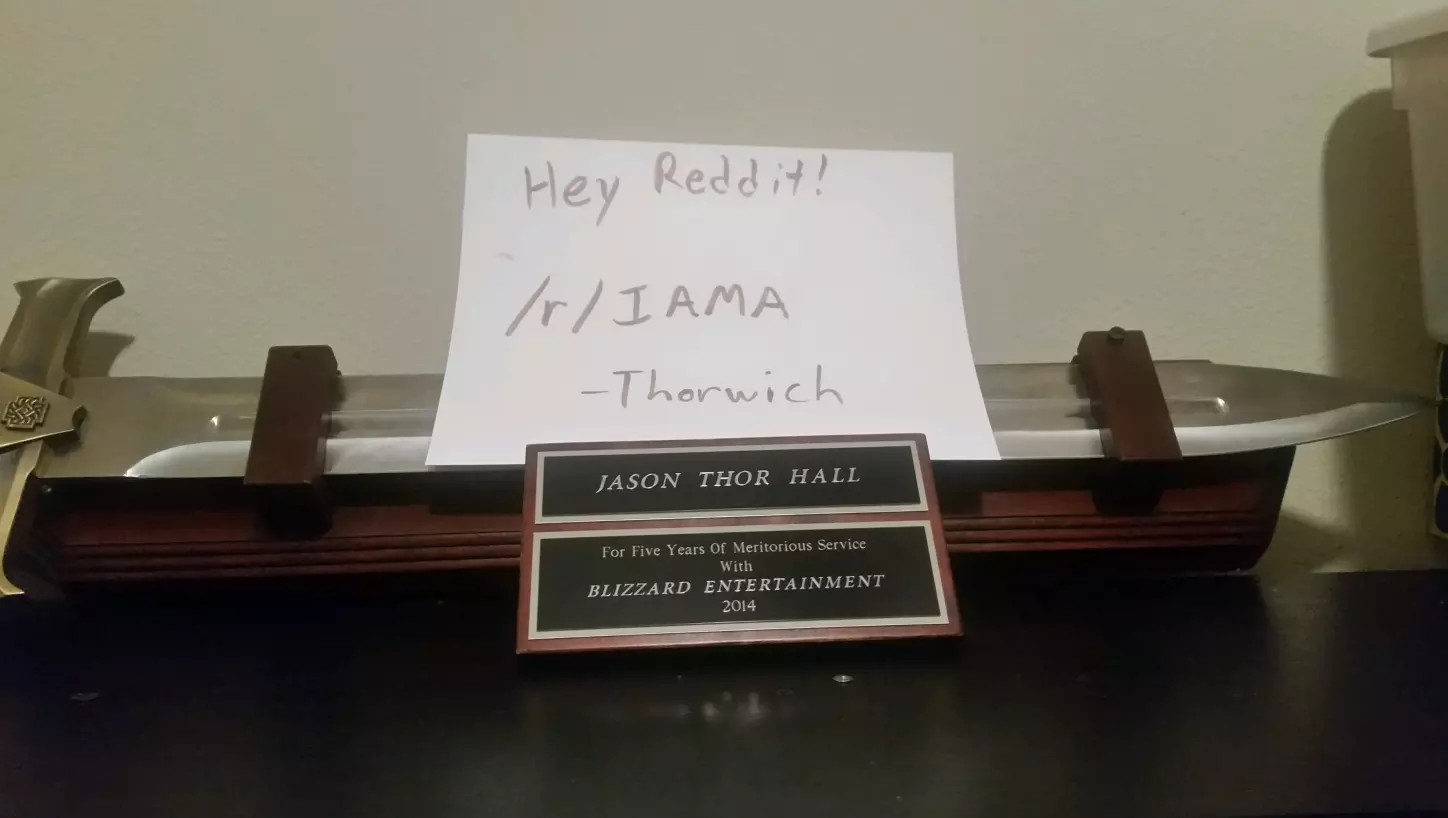 Hey Reddit!
/r/IAMA
-Thorwich
JASON THOR HALL
For Five Years Of Meritorious Service
With
BLIZZARD ENTERTAINMENT
2014